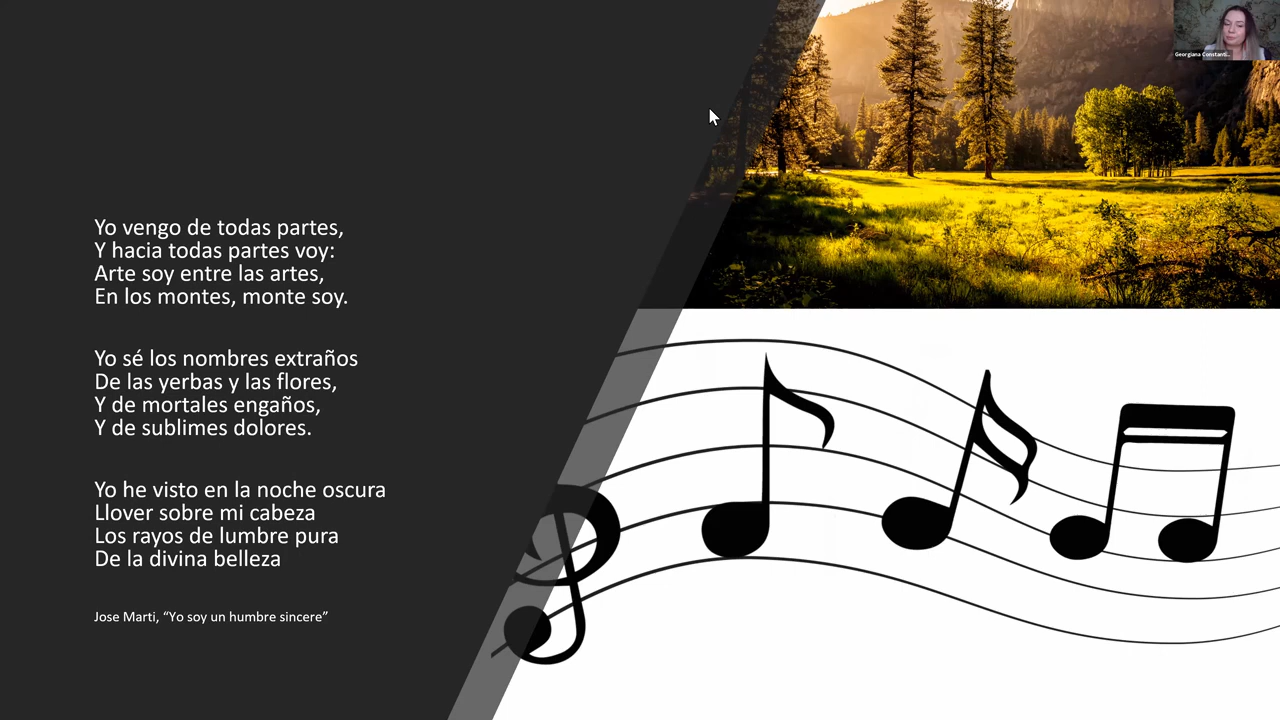 Yo vengo de todas partes,
Y hacia todas partes voy:
Arte soy entre las artes,
En los montes, monte soy.
Yo sé los nombres extraños
De las yerbas y las flores,
Y de mortales engaños,
Y de sublimes dolores.
Yo he visto en la noche oscura
Llover sobre mi cabeza
Los rayos de lumbre pura
De la divina belleza
Jose Marti, “Yo soy un humbre sincere”
Georgiana Constanti...